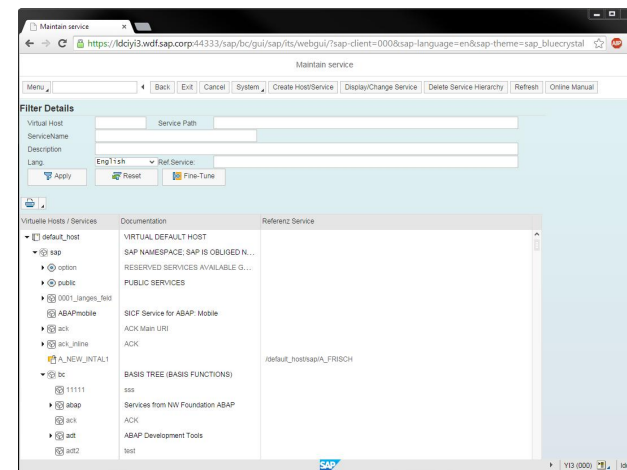 Maintain service
https://ldciyi3.wdf.sap.corp:44333/sap/bc/gui/sap/its/webgui/?sap-client=000&sap-language=en&sap-theme=sap_bluecrystal
Maintain service
Menu Back Exit Cancel System Create Host/Service Display/Change Service Delete Service Hierarchy Refresh Online Manual
Filter Details
Virtual Host Service Path
ServiceName
Description
Lang. English Ref.Service:
Apply Reset Fine-Tune
Virtuelle Hosts / Services Documentation Referenz Service
default_host VIRTUAL DEFAULT HOST
sap SAP NAMESPACE; SAP IS OBLIGED N...
option RESERVED SERVICES AVAILABLE G...
public PUBLIC SERVICES
0001_langes_feld
ABAPmobile SICF Service for ABAP: Mobile
ack ACK Main URI
ack_inline ACK
A_NEW_INTAL1 /default_host/sap/A_FRISCH
bc BASIS TREE (BASIS FUNCTIONS)
11111 sss
abap Services from NW Foundation ABAP
ack ACK
adt ABAP Development Tools
adt2 test
SAP YI3 (000)